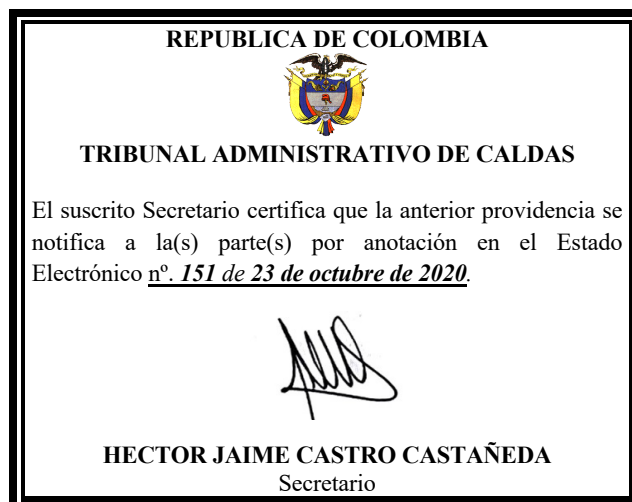 REPUBLICA DE COLOMBIA
TRIBUNAL ADMINISTRATIVO DE CALDAS
El suscrito Secretario certifica que la anterior providencia se
notifica a la(s) parte(s) por anotación en el Estado
Electrónico nº. 151 de 23 de octubre de 2020.
HECTOR JAIME CASTRO CASTAÑEDA
Secretario